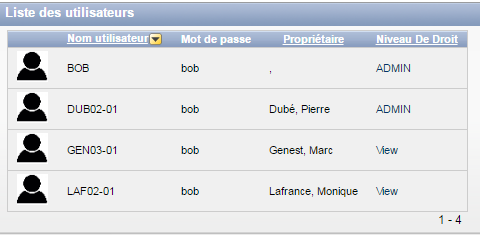 Liste des utilisateurs
Nom utilisateur Mot de passe Propriétaire Niveau De Droit
BOB bob , ADMIN
DUB02-01 bob Dubé, Pierre ADMIN
GEN03-01 bob Genest, Marc View
LAF02-01 bob Lafrance, Monique View
1 - 4